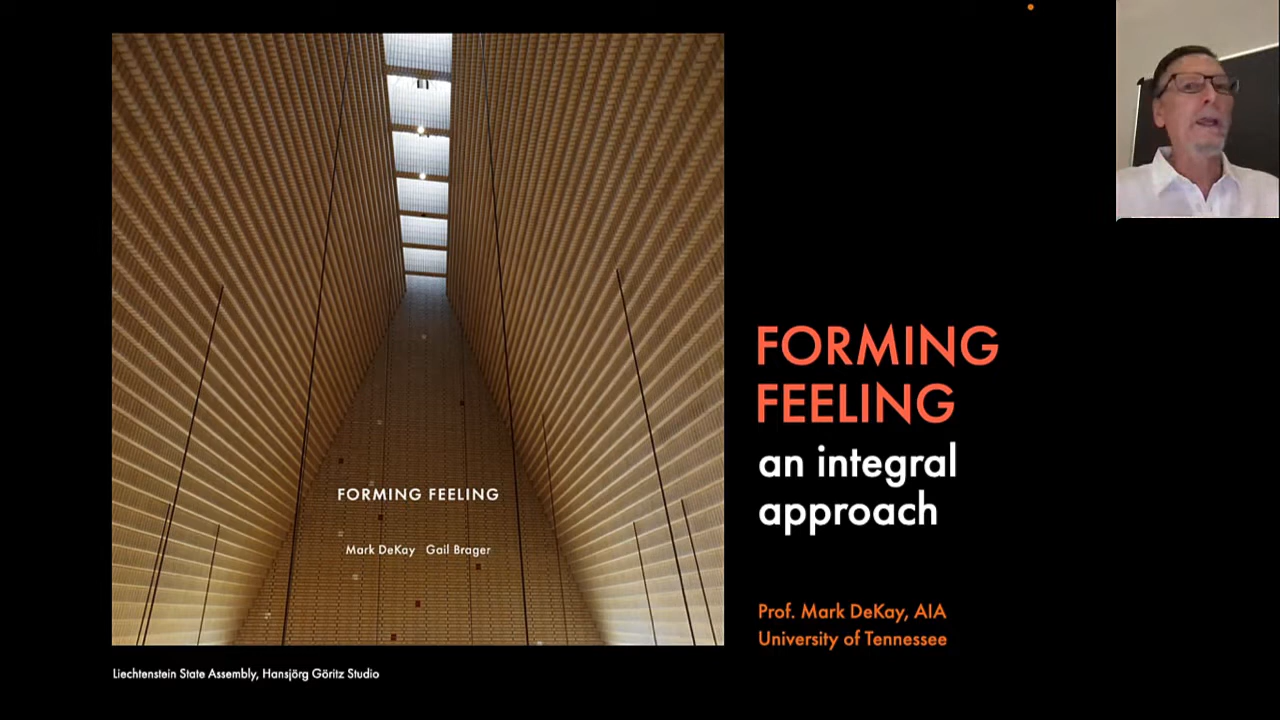 FORMING FEELING
Mark DeKay Gail Brager
Liechtenstein State Assembly, Hansjörg Göritz Studio
FORMING
FEELING
an integral
approach
Prof. Mark DeKay, AIA
University of Tennessee